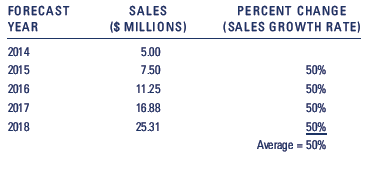 FORECAST SALES PERCENT CHANGE
YEAR ($ MILLIONS) (SALES GROWTH RATE)
2014 5.00
2015 7.50 50%
2016 11.25 50%
2017 16.88 50%
2018 25.31 50%
Average = 50%